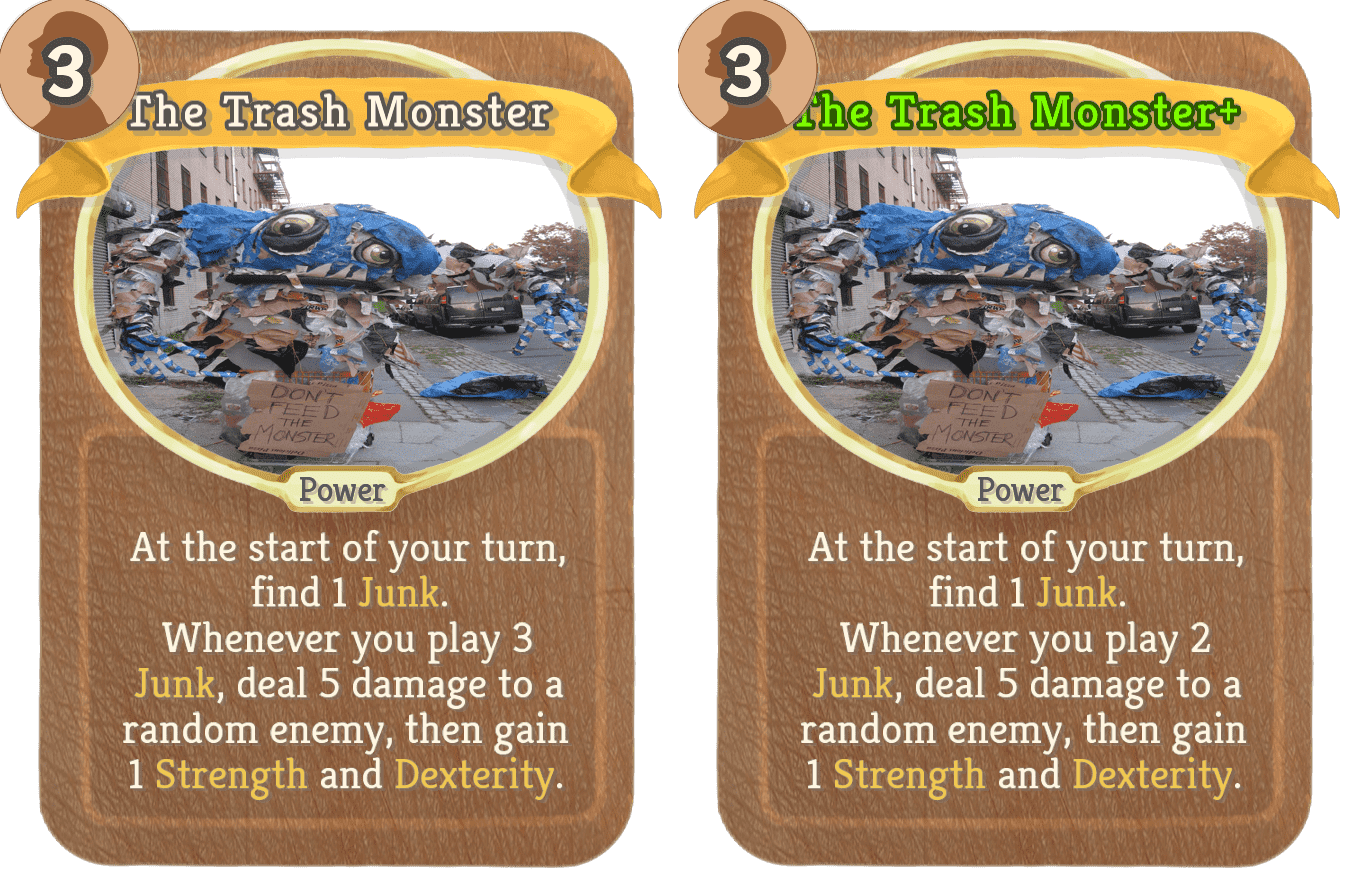 3
The Trash Monster
DON'T
FEED
THE
MONSTER
Power
At the start of your turn,
find 1 Junk.
Whenever you play 3
Junk, deal 5 damage to a
random enemy, then gain
1 Strength and Dexterity.
3
The Trash Monster+
DON'T
FEED
THE
MONSTER
Power
At the start of your turn,
find 1 Junk.
Whenever you play 2
Junk, deal 5 damage to a
random enemy, then gain
1 Strength and Dexterity.